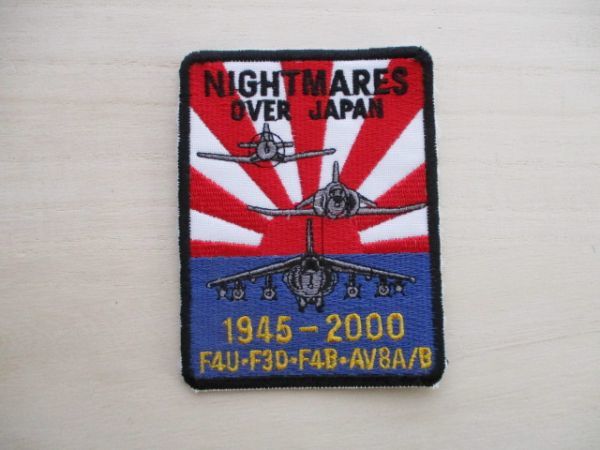 NIGHTMARES
OVER JAPAN
1945-2000
F4U·F3D·F4B·AV8A/B